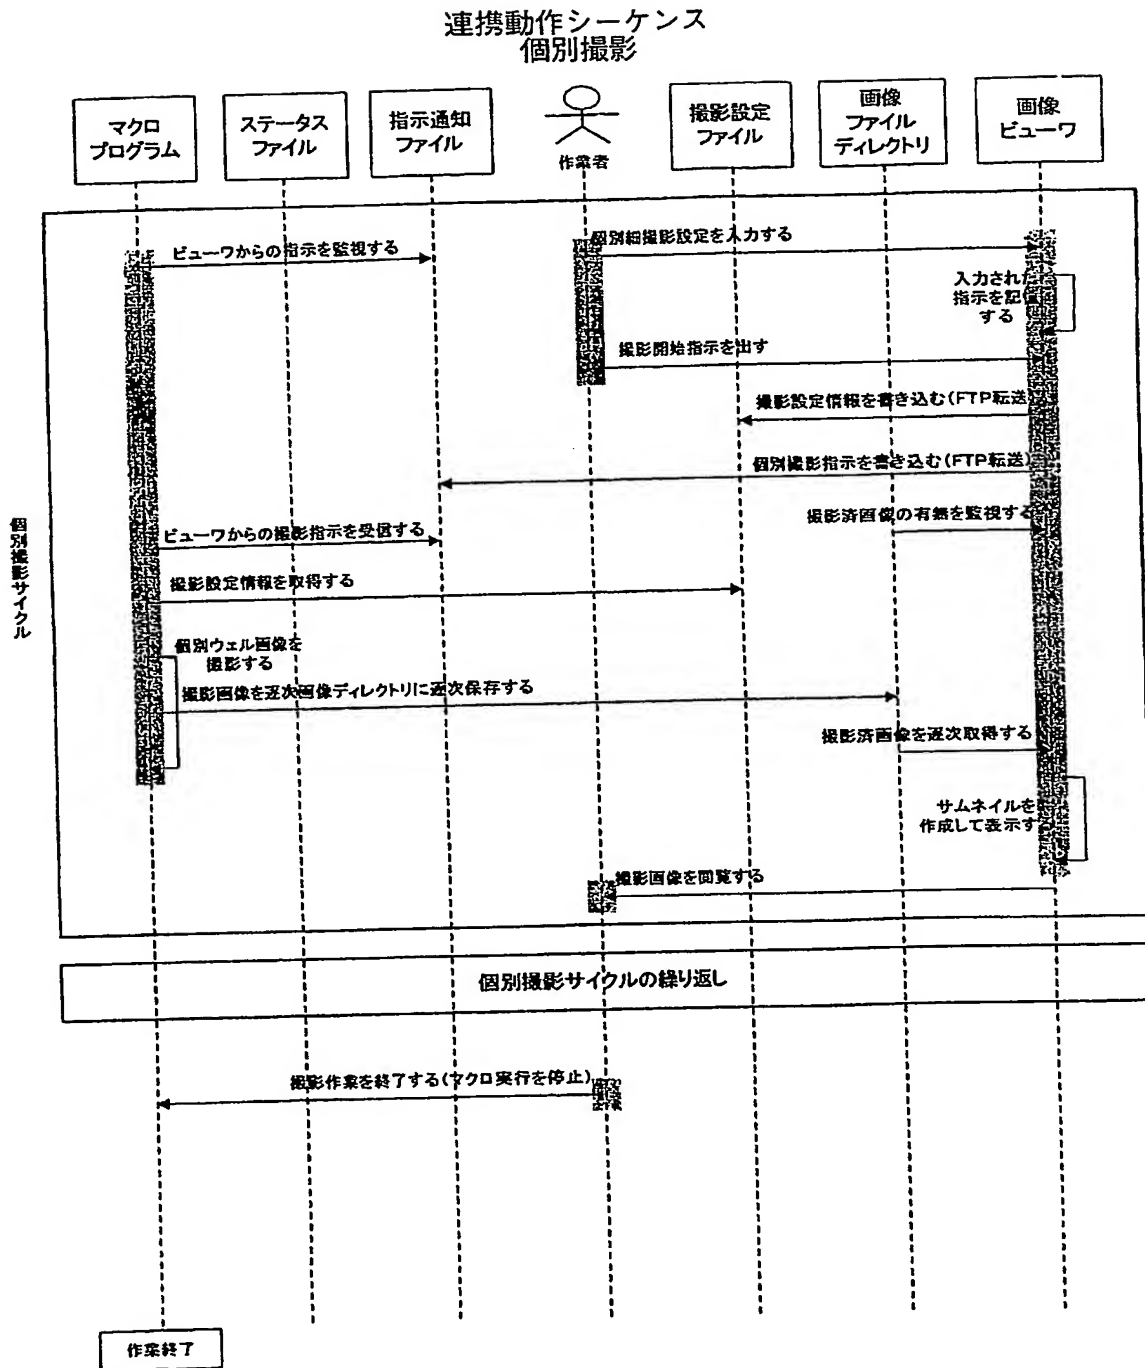 連携動作シーケンス
個別撮影
マクロ
プログラム
ステータス
ファイル
指示通知
ファイル
作業者
撮影設定
ファイル
画像
ファイル
ディレクトリ
画像
ビューワ
個別撮影サイクル
ビューワからの指示を監視する
個別細撮影設定を入力する
入力され
指示を記
する
撮影開始指示を出す
撮影設定情報を書き込む(FTP転送)
個別撮影指示を書き込む(FTP転送)
撮影済画像の有無を監視する
ビューワからの撮影指示を受信する
撮影設定情報を取得する
個別ウェル画像を
撮影する
撮影画像を逐次画像ディレクトリに逐次保存する
撮影済画像を逐次取得する
サムネイルを
作成して表示す
撮影画像を閲覧する
個別撮影サイクルの繰り返し
撮影作業を終了する(マクロ実行を停止)
作業終了